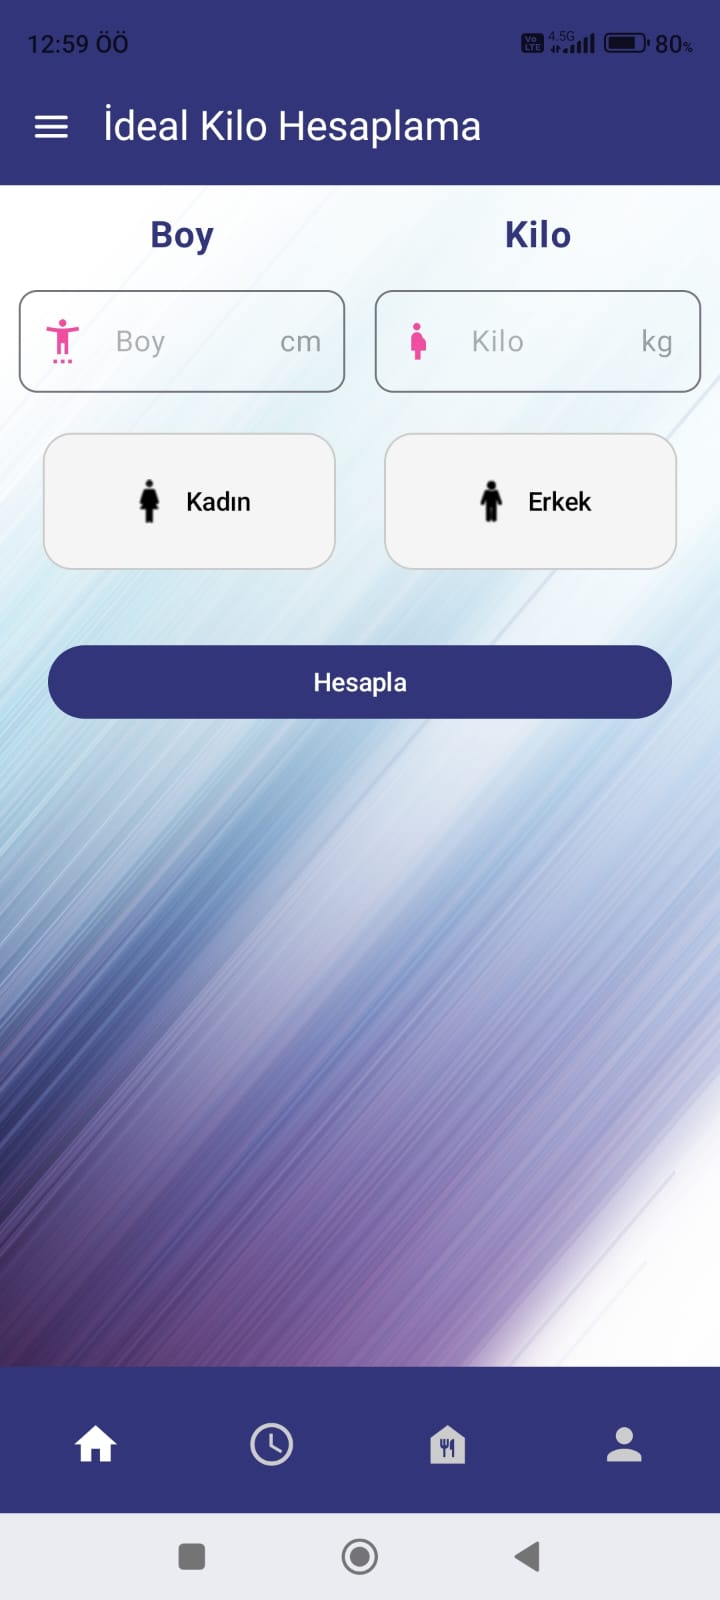 12:59 ÖÖ
Vo LTE 4.5G 80%
İdeal Kilo Hesaplama
Boy Kilo
Boy cm Kilo kg
Kadın Erkek
Hesapla